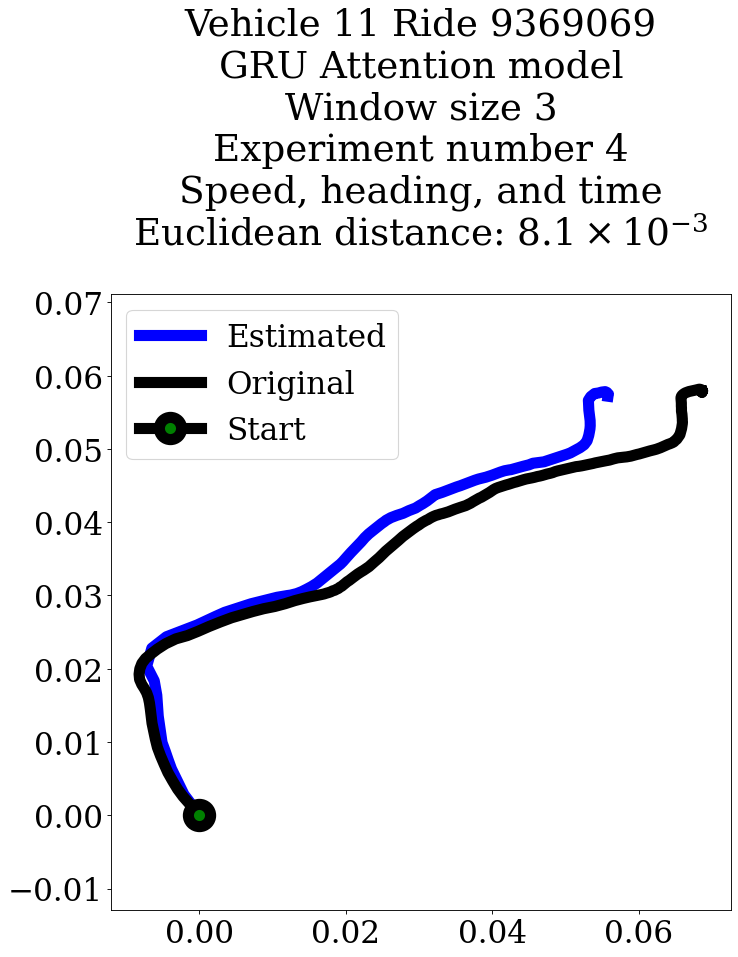 Vehicle 11 Ride 9369069
GRU Attention model
Window size 3
Experiment number 4
Speed, heading, and time
Euclidean distance: 8.1 × 10⁻³
0.07
0.06
0.05
0.04
0.03
0.02
0.01
0.00
−0.01
Estimated
Original
Start
0.00 0.02 0.04 0.06